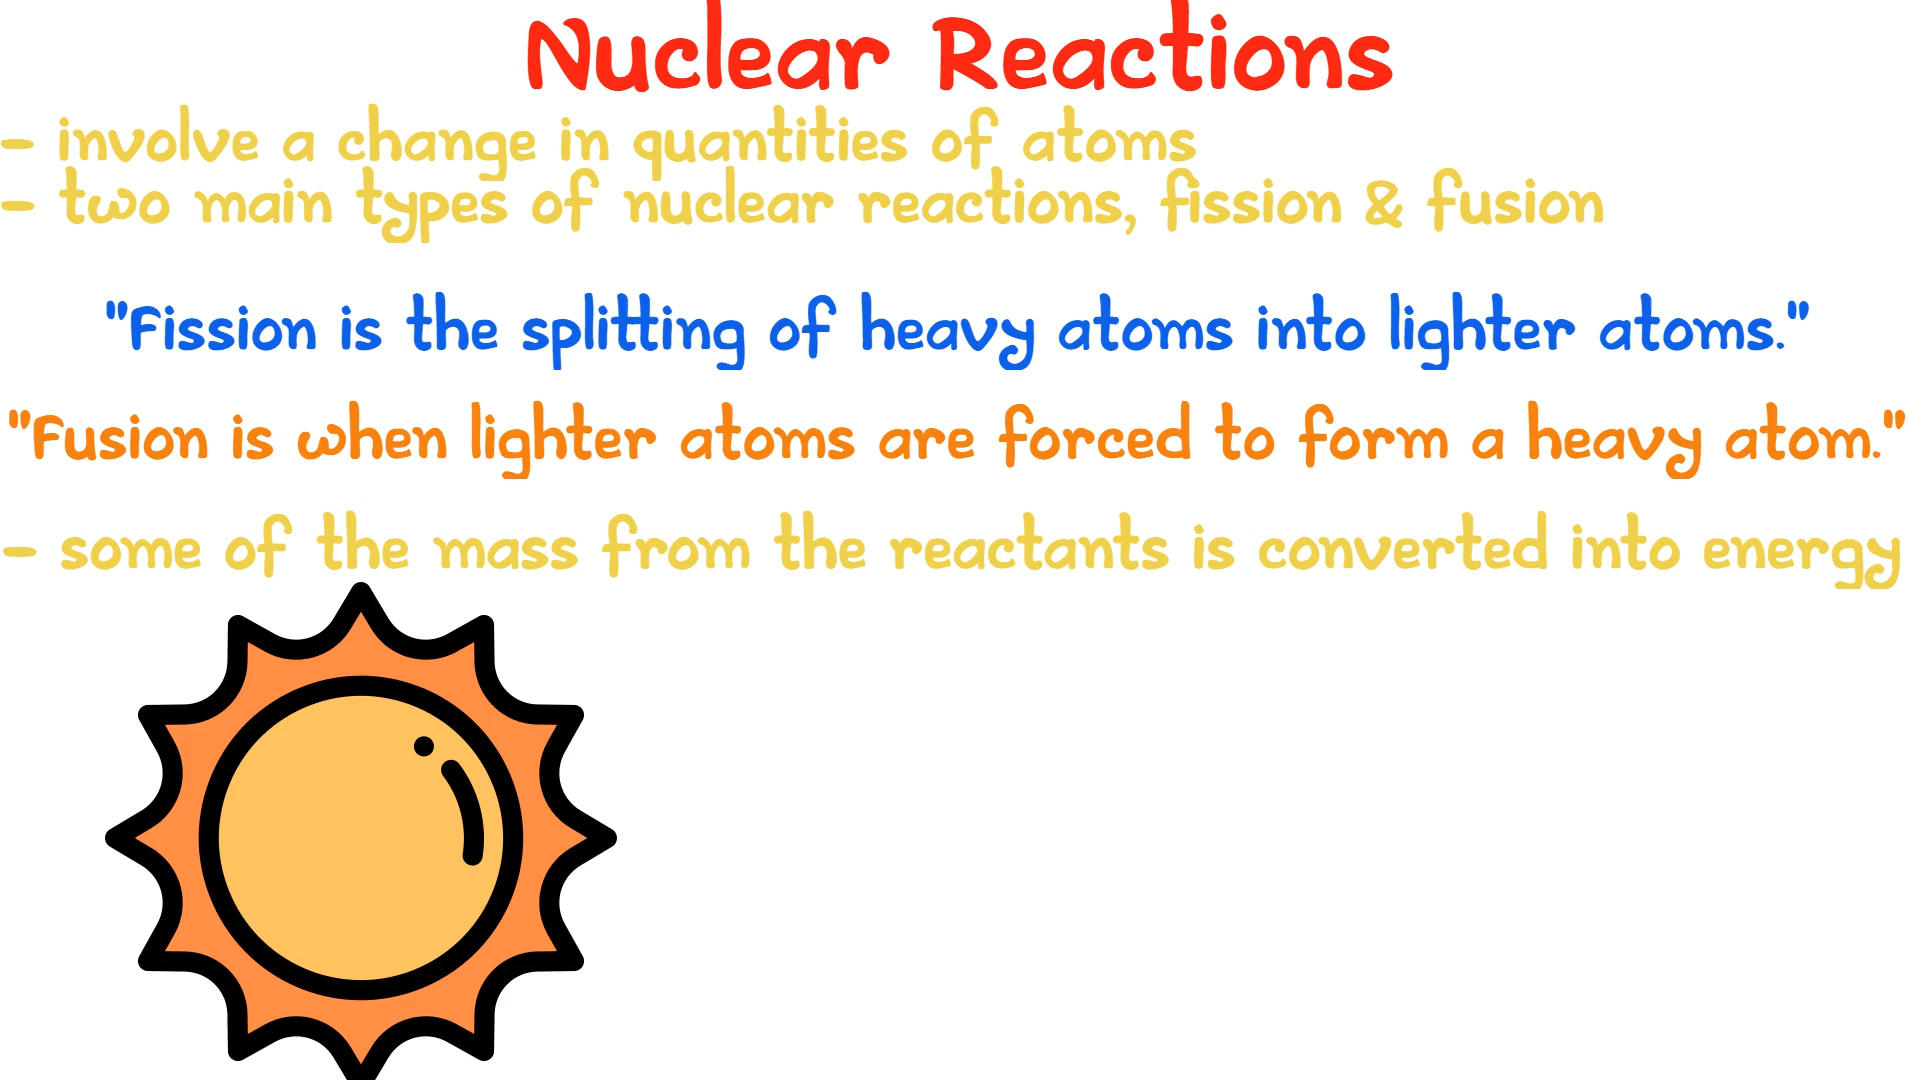 Nuclear Reactions
- involve a change in quantities of atoms
- two main types of nuclear reactions, fission & fusion
"Fission is the splitting of heavy atoms into lighter atoms."
"Fusion is when lighter atoms are forced to form a heavy atom."
- some of the mass from the reactants is converted into energy